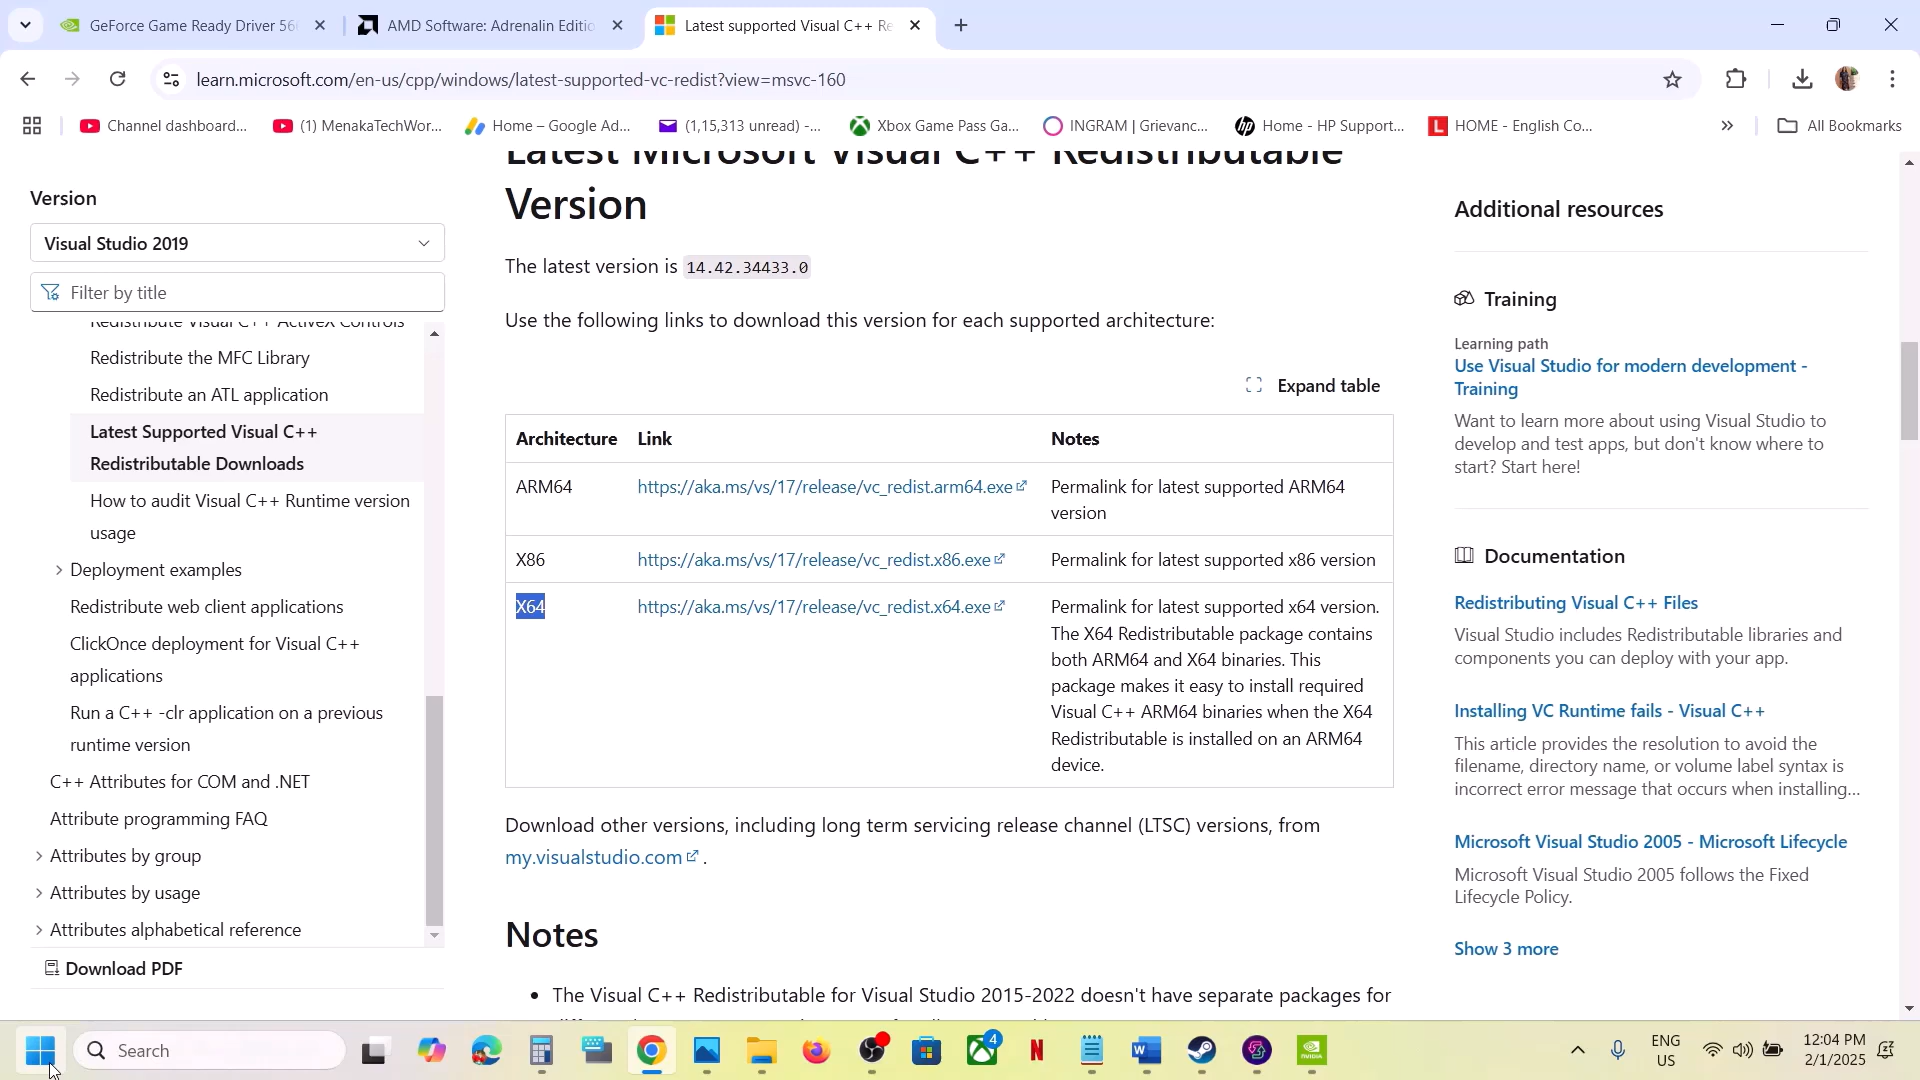 GeForce Game Ready Driver 56
AMD Software: Adrenalin Editio
Latest supported Visual C++ Re
learn.microsoft.com/en-us/cpp/windows/latest-supported-vc-redist?view=msvc-160
Channel dashboard...
(1) MenakaTechWor...
Home – Google Ad...
(1,15,313 unread) -...
Xbox Game Pass Ga...
INGRAM | Grievanc...
Home - HP Support...
HOME - English Co...
All Bookmarks
Version
Visual Studio 2019
Filter by title
Redistribute Visual C++ ActiveX Controls
Redistribute the MFC Library
Redistribute an ATL application
Latest Supported Visual C++
Redistributable Downloads
How to audit Visual C++ Runtime version
usage
Deployment examples
Redistribute web client applications
ClickOnce deployment for Visual C++
applications
Run a C++ -clr application on a previous
runtime version
C++ Attributes for COM and .NET
Attribute programming FAQ
Attributes by group
Attributes by usage
Attributes alphabetical reference
Download PDF
Latest Microsoft Visual C++ Redistributable
Version
The latest version is 14.42.34433.0
Use the following links to download this version for each supported architecture:
Expand table
Architecture Link Notes
ARM64 https://aka.ms/vs/17/release/vc_redist.arm64.exe Permalink for latest supported ARM64
version
X86 https://aka.ms/vs/17/release/vc_redist.x86.exe Permalink for latest supported x86 version
X64 https://aka.ms/vs/17/release/vc_redist.x64.exe Permalink for latest supported x64 version.
The X64 Redistributable package contains
both ARM64 and X64 binaries. This
package makes it easy to install required
Visual C++ ARM64 binaries when the X64
Redistributable is installed on an ARM64
device.
Download other versions, including long term servicing release channel (LTSC) versions, from
my.visualstudio.com .
Notes
• The Visual C++ Redistributable for Visual Studio 2015-2022 doesn't have separate packages for
Additional resources
Training
Learning path
Use Visual Studio for modern development -
Training
Want to learn more about using Visual Studio to
develop and test apps, but don't know where to
start? Start here!
Documentation
Redistributing Visual C++ Files
Visual Studio includes Redistributable libraries and
components you can deploy with your app.
Installing VC Runtime fails - Visual C++
This article provides the resolution to avoid the
filename, directory name, or volume label syntax is
incorrect error message that occurs when installing...
Microsoft Visual Studio 2005 - Microsoft Lifecycle
Microsoft Visual Studio 2005 follows the Fixed
Lifecycle Policy.
Show 3 more
Search
4
ENG
US
12:04 PM
2/1/2025